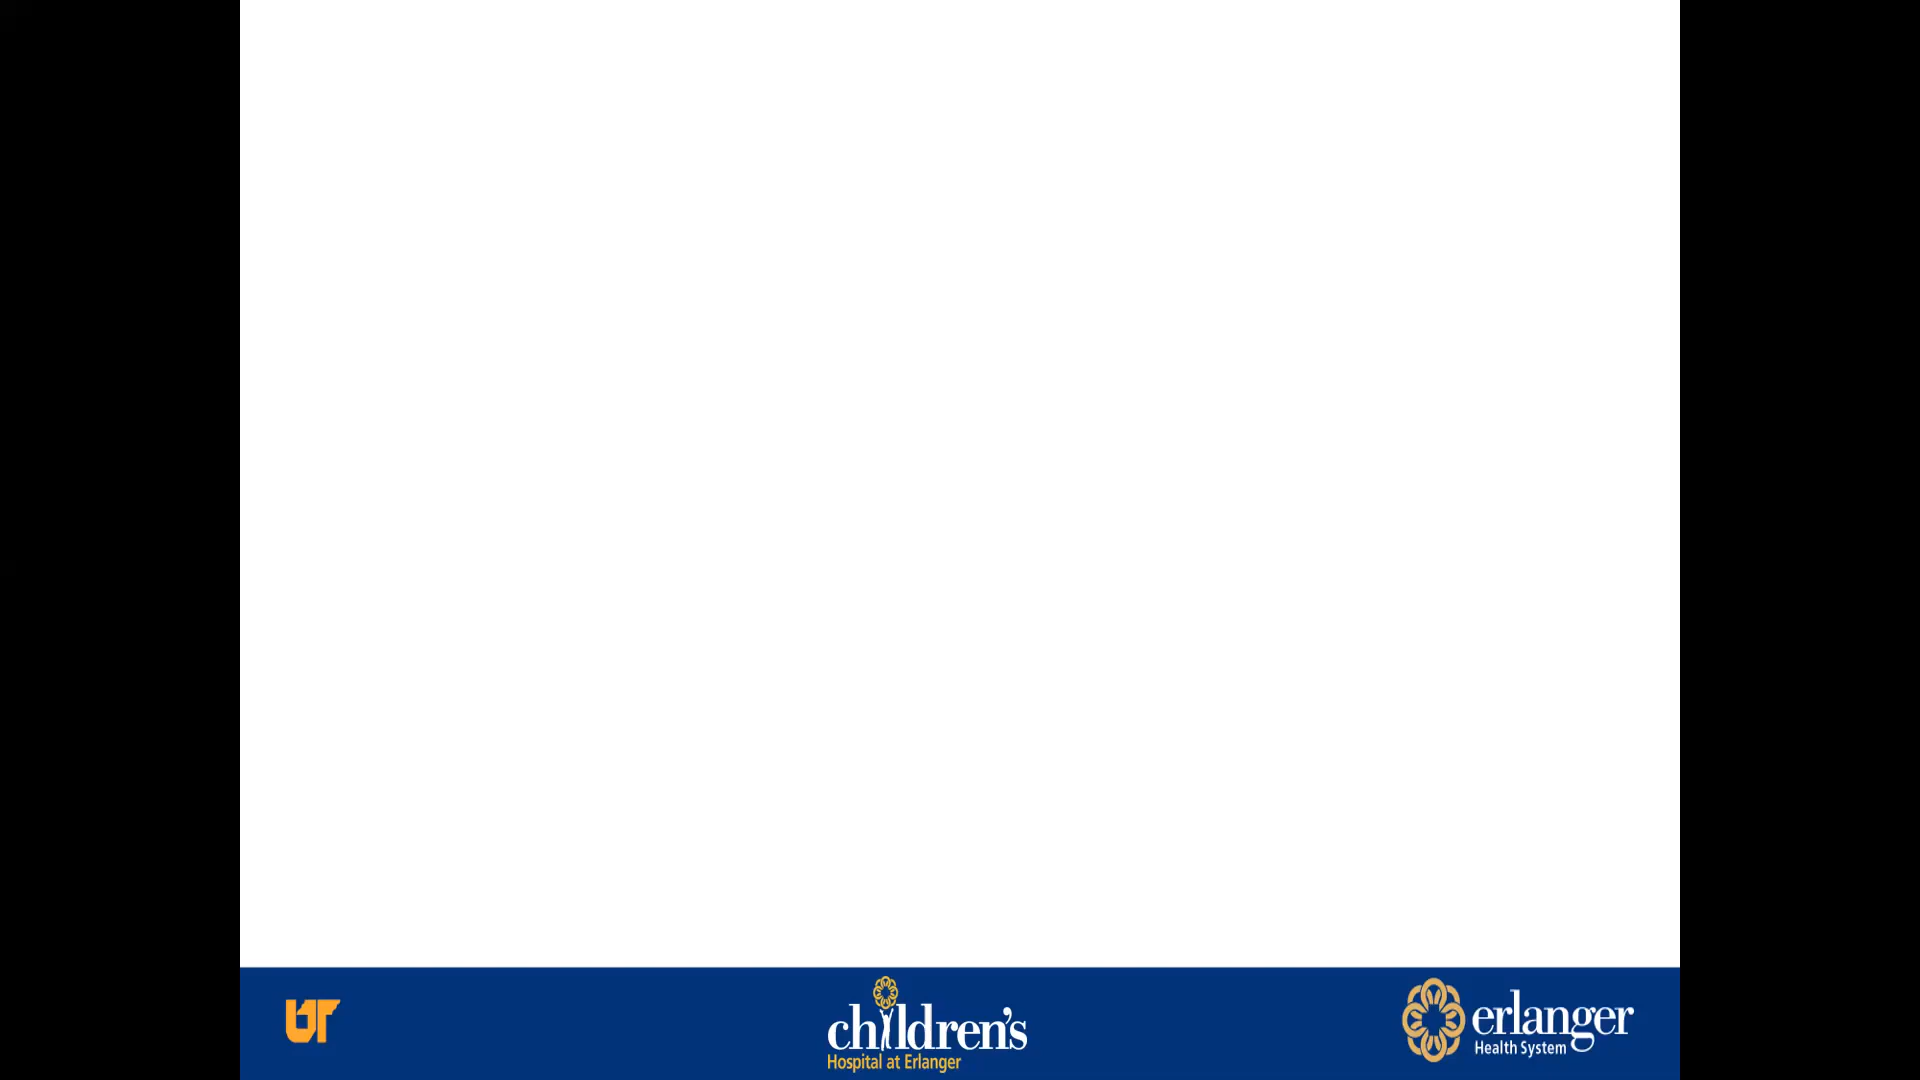 UT
children's
Hospital at Erlanger
erlanger
Health System